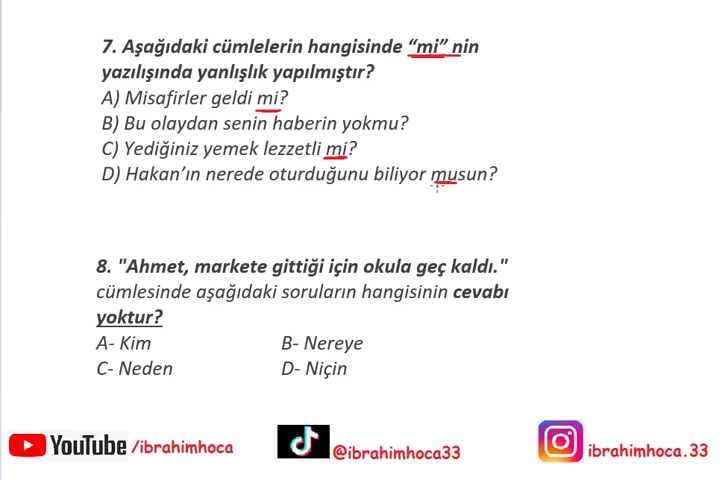 7. Aşağıdaki cümlelerin hangisinde “mi” nin
yazılışında yanlışlık yapılmıştır?
A) Misafirler geldi mi?
B) Bu olaydan senin haberin yokmu?
C) Yediğiniz yemek lezzetli mi?
D) Hakan’ın nerede oturduğunu biliyor musun?
8. "Ahmet, markete gittiği için okula geç kaldı."
cümlesinde aşağıdaki soruların hangisinin cevabı
yoktur?
A- Kim B- Nereye
C- Neden D- Niçin
YouTube /ibrahimhoca @ibrahimhoca33 ibrahimhoca.33